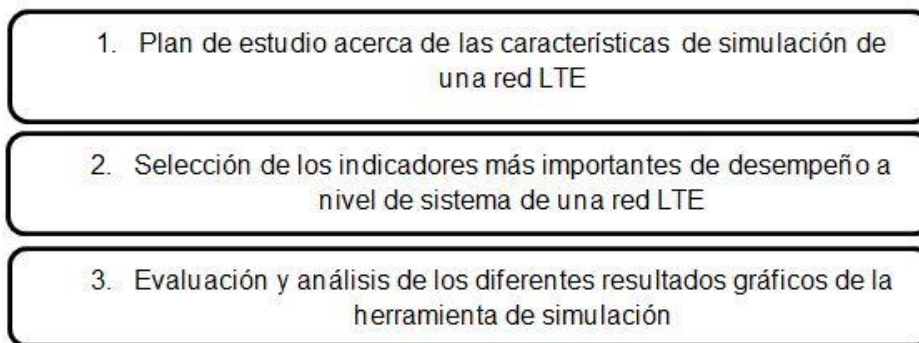 1. Plan de estudio acerca de las características de simulación de
una red LTE
2. Selección de los indicadores más importantes de desempeño a
nivel de sistema de una red LTE
3. Evaluación y análisis de los diferentes resultados gráficos de la
herramienta de simulación